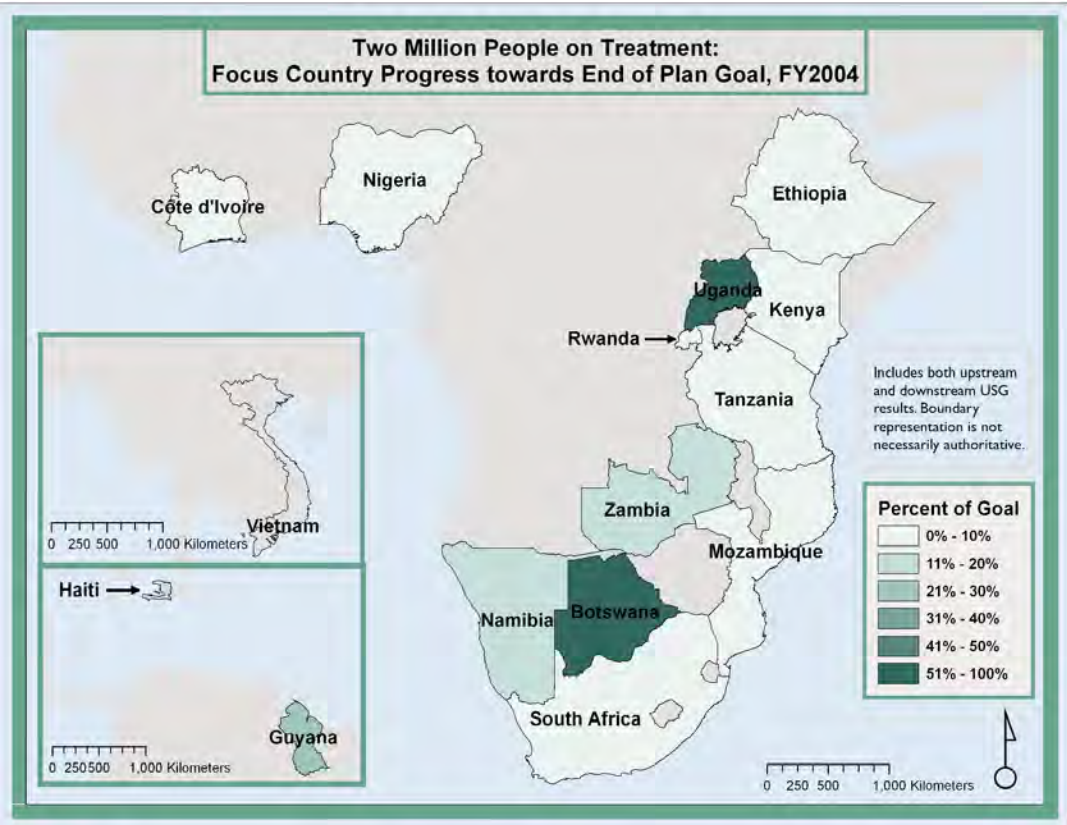 Two Million People on Treatment:
Focus Country Progress towards End of Plan Goal, FY2004
Nigeria
Côte d'Ivoire
Ethiopia
Uganda
Kenya
Rwanda
Tanzania
Includes both upstream
and downstream USG
results. Boundary
representation is not
necessarily authoritative.
Zambia
Mozambique
Namibia
Botswana
South Africa
Vietnam
0 250 500 1,000 Kilometers
Haiti
Guyana
0 250 500 1,000 Kilometers
Percent of Goal
0% - 10%
11% - 20%
21% - 30%
31% - 40%
41% - 50%
51% - 100%
0 250 500 1,000 Kilometers